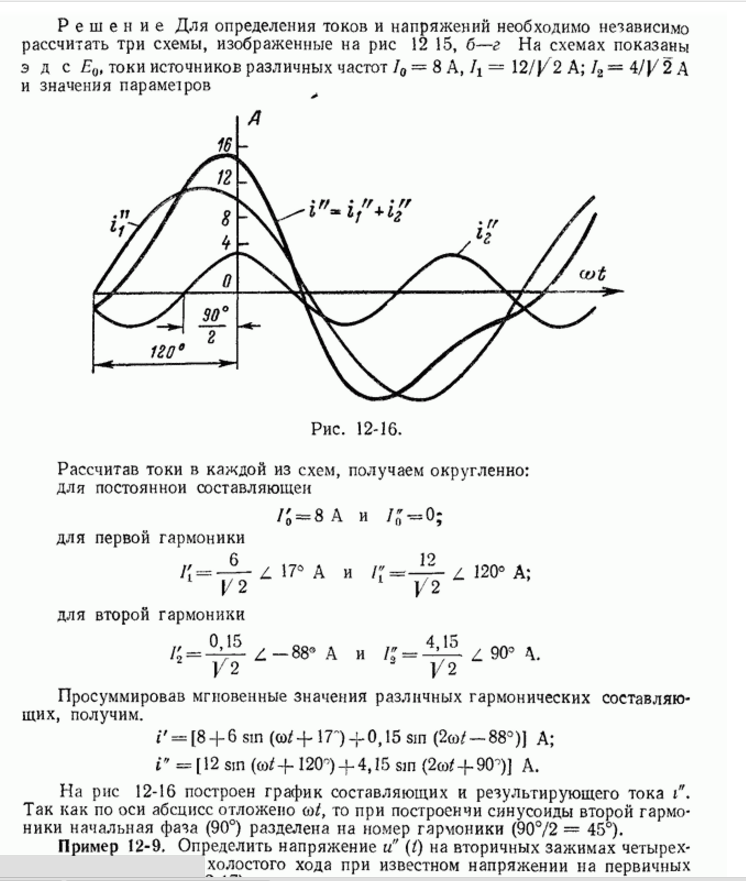 Решение Для определения токов и напряжений необходимо независимо
рассчитать три схемы, изображенные на рис 12 15, б—г На схемах показаны
э д с E₀, токи источников различных частот I₀ = 8 А, I₁ = 12/√2 А; I₂ = 4/√2 А
и значения параметров
А
16
12
8
4
0
i₁″
i″ = i₁″ + i₂″
i₂″
ωt
90°/2
120°
Рис. 12-16.
Рассчитав токи в каждой из схем, получаем округленно:
для постоянной составляющей
I₀′ = 8 А и I₀″ = 0;
для первой гармоники
I₁′ = 6/√2 ∠ 17° А и I₁″ = 12/√2 ∠ 120° А;
для второй гармоники
I₂′ = 0,15/√2 ∠ —88° А и I₂″ = 4,15/√2 ∠ 90° А.
Просуммировав мгновенные значения различных гармонических составляю-
щих, получим.
i′ = [8 + 6 sin (ωt + 17°) + 0,15 sin (2ωt — 88°)] А;
i″ = [12 sin (ωt + 120°) + 4,15 sin (2ωt + 90°)] А.
На рис 12-16 построен график составляющих и результирующего тока i″.
Так как по оси абсцисс отложено ωt, то при построении синусоиды второй гармо-
ники начальная фаза (90°) разделена на номер гармоники (90°/2 = 45°).
Пример 12-9. Определить напряжение u″ (t) на вторичных зажимах четырех-
холостого хода при известном напряжении на первичных